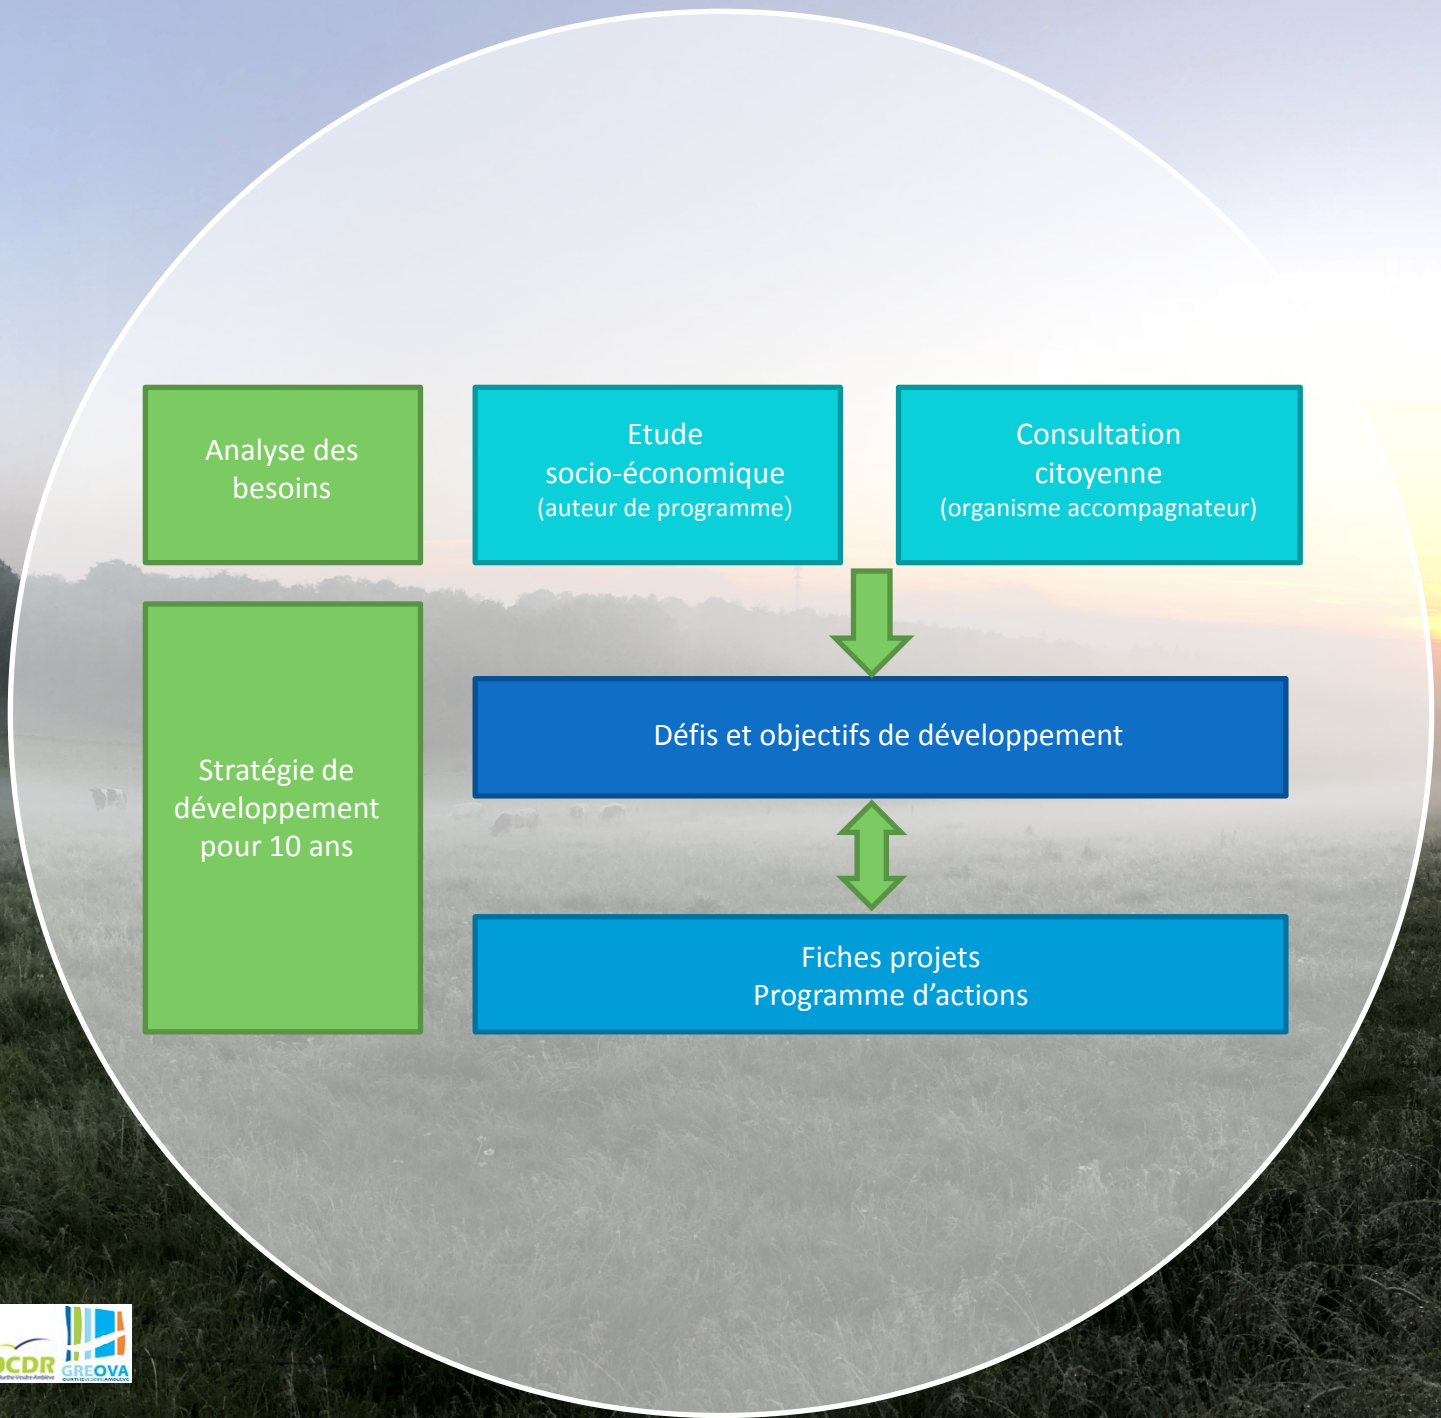 Analyse des
besoins
Etude
socio-économique
(auteur de programme)
Consultation
citoyenne
(organisme accompagnateur)
Stratégie de
développement
pour 10 ans
Défis et objectifs de développement
Fiches projets
Programme d’actions
GREOVA